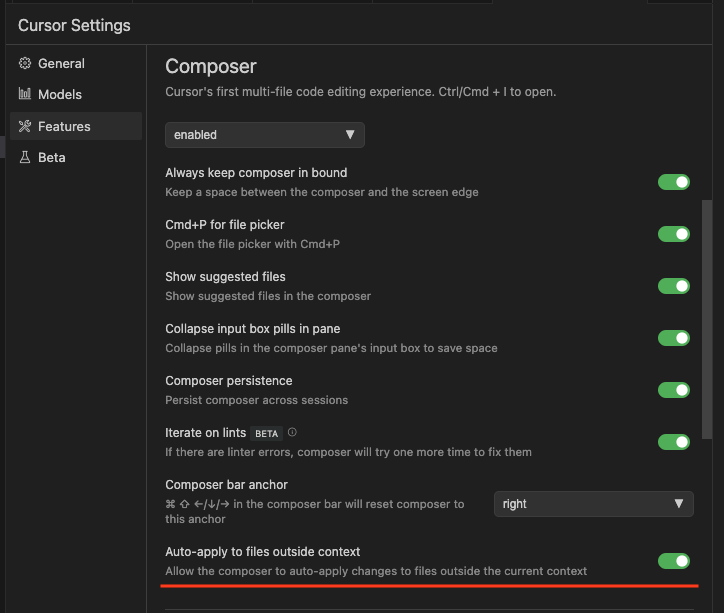 Cursor Settings
General
Models
Features
Beta
Composer
Cursor's first multi-file code editing experience. Ctrl/Cmd + I to open.
enabled ▼
Always keep composer in bound
Keep a space between the composer and the screen edge
Cmd+P for file picker
Open the file picker with Cmd+P
Show suggested files
Show suggested files in the composer
Collapse input box pills in pane
Collapse pills in the composer pane's input box to save space
Composer persistence
Persist composer across sessions
Iterate on lints BETA
If there are linter errors, composer will try one more time to fix them
Composer bar anchor
⌘ ⇧ ←/↓/→ in the composer bar will reset composer to
this anchor
right ▼
Auto-apply to files outside context
Allow the composer to auto-apply changes to files outside the current context